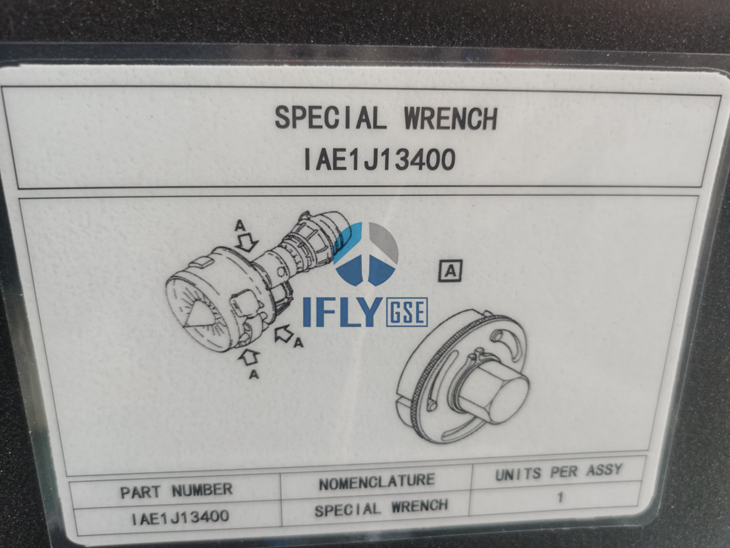 SPECIAL WRENCH
IAE1J13400
A
A
IFLY GSE
A
A
PART NUMBER NOMENCLATURE UNITS PER ASSY
IAE1J13400 SPECIAL WRENCH 1